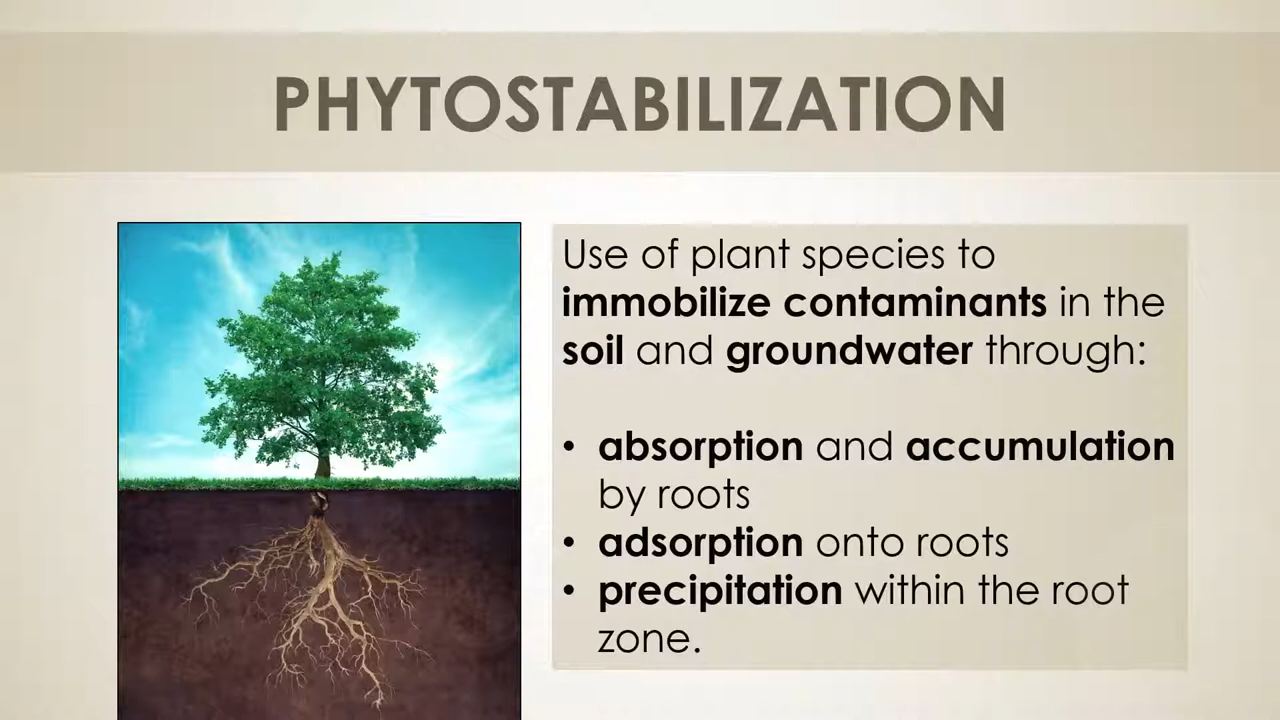 PHYTOSTABILIZATION
Use of plant species to
immobilize contaminants in the
soil and groundwater through:
• absorption and accumulation
by roots
• adsorption onto roots
• precipitation within the root
zone.